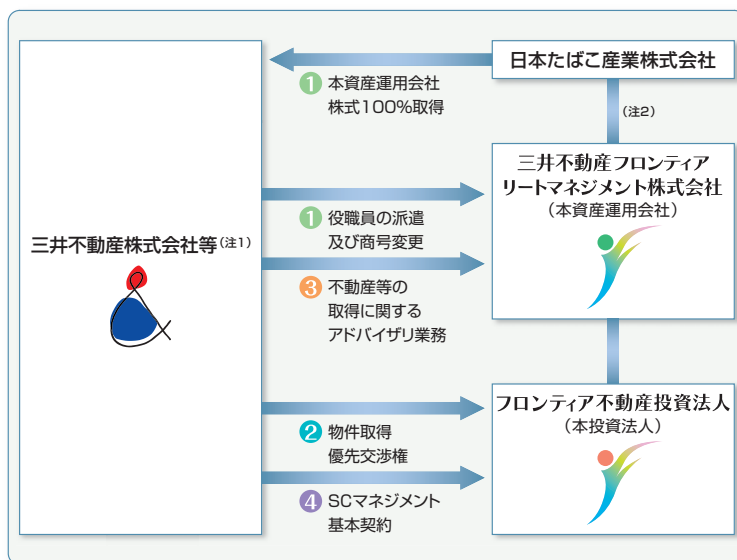 日本たばこ産業株式会社
1 本資産運用会社
株式100%取得
(注2)
三井不動産フロンティア
リートマネジメント株式会社
(本資産運用会社)
1 役職員の派遣
及び商号変更
三井不動産株式会社等(注1)
3 不動産等の
取得に関する
アドバイザリ業務
フロンティア不動産投資法人
(本投資法人)
2 物件取得
優先交渉権
4 SCマネジメント
基本契約